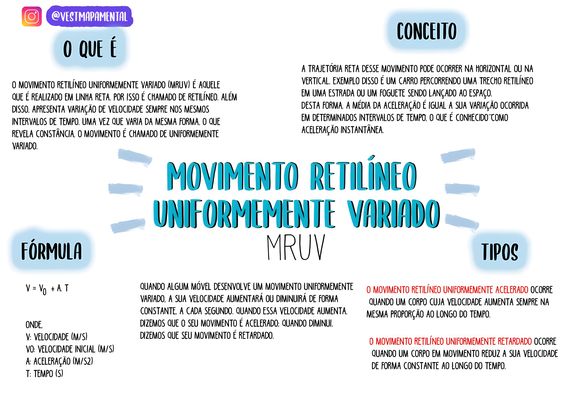 @VESTMAPAMENTAL
O QUE É
O MOVIMENTO RETILÍNEO UNIFORMEMENTE VARIADO (MRUV) É AQUELE
QUE É REALIZADO EM LINHA RETA, POR ISSO É CHAMADO DE RETILÍNEO. ALÉM
DISSO, APRESENTA VARIAÇÃO DE VELOCIDADE SEMPRE NOS MESMOS
INTERVALOS DE TEMPO. UMA VEZ QUE VARIA DA MESMA FORMA, O QUE
REVELA CONSTÂNCIA, O MOVIMENTO É CHAMADO DE UNIFORMEMENTE
VARIADO.
CONCEITO
A TRAJETÓRIA RETA DESSE MOVIMENTO PODE OCORRER NA HORIZONTAL OU NA
VERTICAL. EXEMPLO DISSO É UM CARRO PERCORRENDO UMA TRECHO RETILÍNEO
EM UMA ESTRADA OU UM FOGUETE SENDO LANÇADO AO ESPAÇO.
DESTA FORMA, A MÉDIA DA ACELERAÇÃO É IGUAL A SUA VARIAÇÃO OCORRIDA
EM DETERMINADOS INTERVALOS DE TEMPO, O QUE É CONHECIDO COMO
ACELERAÇÃO INSTANTÂNEA.
MOVIMENTO RETILÍNEO
UNIFORMEMENTE VARIADO
MRUV
FÓRMULA
V = V0 + A. T
ONDE,
V: VELOCIDADE (M/S)
VO: VELOCIDADE INICIAL (M/S)
A: ACELERAÇÃO (M/S2)
T: TEMPO (S)
QUANDO ALGUM MÓVEL DESENVOLVE UM MOVIMENTO UNIFORMEMENTE
VARIADO, A SUA VELOCIDADE AUMENTARÁ OU DIMINUIRÁ DE FORMA
CONSTANTE, A CADA SEGUNDO. QUANDO ESSA VELOCIDADE AUMENTA,
DIZEMOS QUE O SEU MOVIMENTO É ACELERADO; QUANDO DIMINUI,
DIZEMOS QUE SEU MOVIMENTO É RETARDADO.
TIPOS
O MOVIMENTO RETILÍNEO UNIFORMEMENTE ACELERADO OCORRE
QUANDO UM CORPO CUJA VELOCIDADE AUMENTA SEMPRE NA
MESMA PROPORÇÃO AO LONGO DO TEMPO.
O MOVIMENTO RETILÍNEO UNIFORMEMENTE RETARDADO OCORRE
QUANDO UM CORPO EM MOVIMENTO REDUZ A SUA VELOCIDADE
DE FORMA CONSTANTE AO LONGO DO TEMPO.